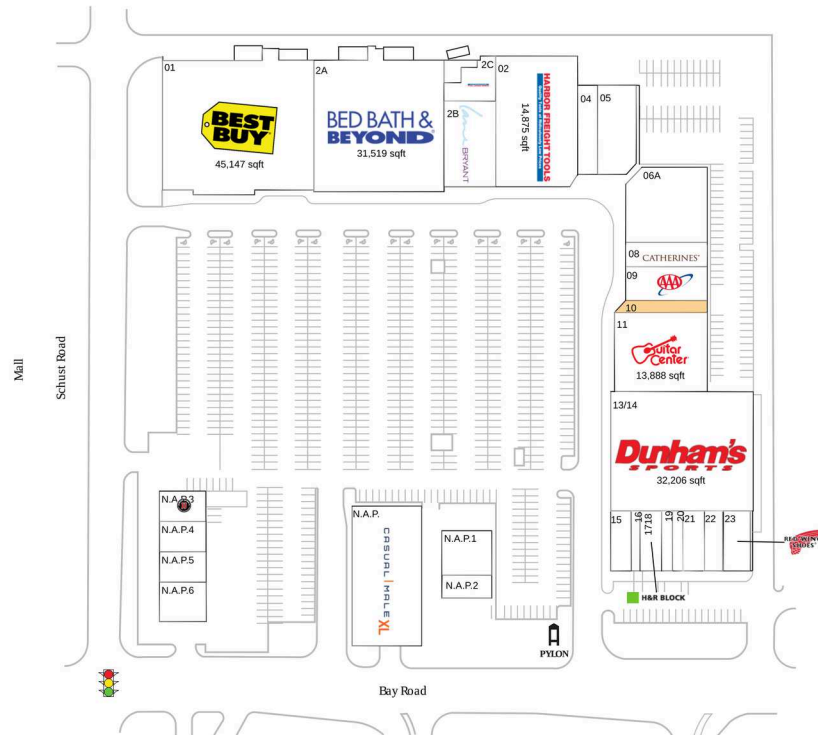 01
BEST
BUY
45,147 sqft
2A
BED BATH &
BEYOND
31,519 sqft
2C
2B
Lane
BRYANT
02
HARBOR FREIGHT TOOLS
14,875 sqft
04
05
06A
08
CATHERINES
09
AAA
10
11
Guitar
Center
13,888 sqft
13/14
Dunham's
SPORTS
32,206 sqft
15
16
1718
19
20
21
22
23
RED WING
SHOES
H&R BLOCK
Mall
Schust Road
N.A.P.3
N.A.P.4
N.A.P.5
N.A.P.6
N.A.P.
CASUAL MALE XL
N.A.P.1
N.A.P.2
PYLON
Bay Road